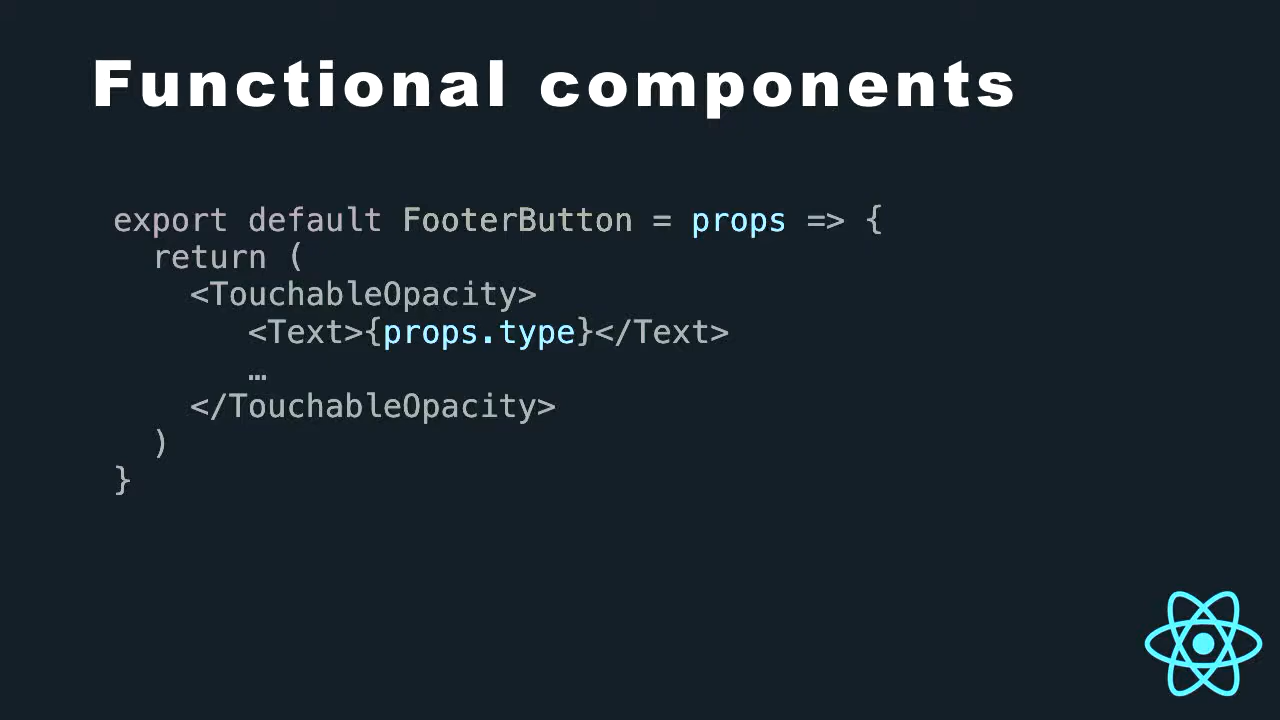 Functional components
export default FooterButton = props => {
return (
<TouchableOpacity>
<Text>{props.type}</Text>
…
</TouchableOpacity>
)
}